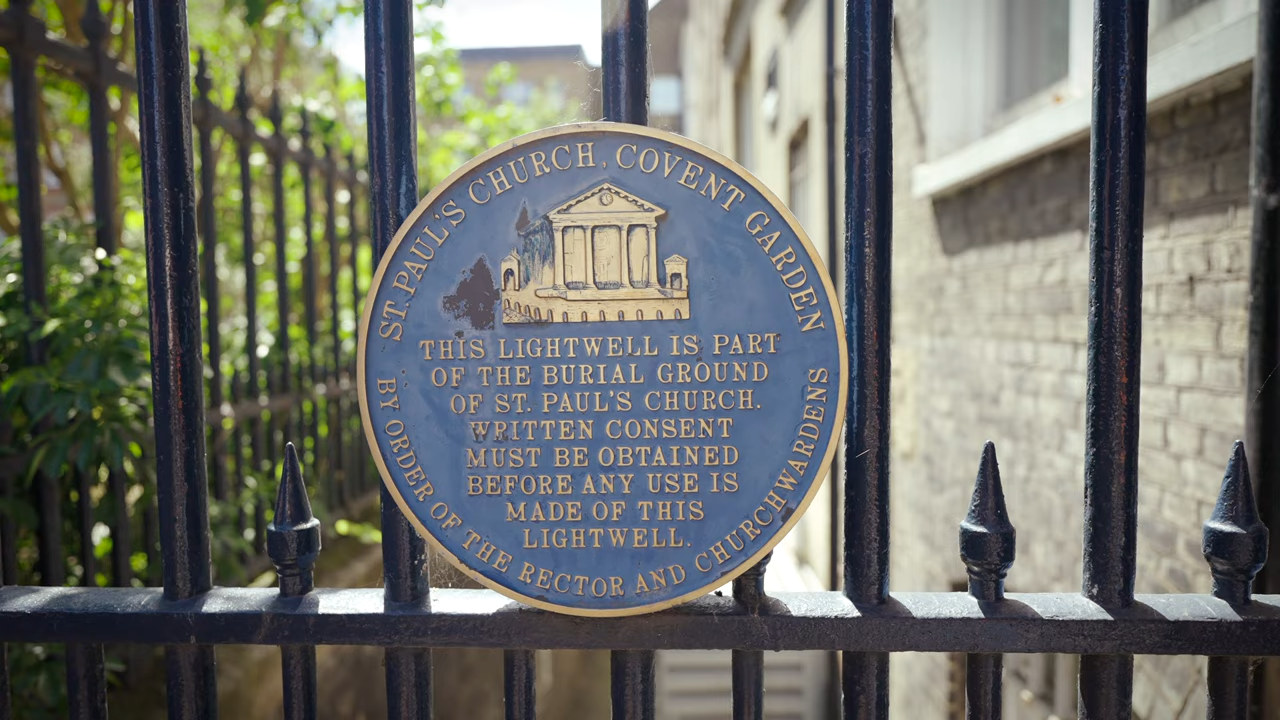 ST. PAUL'S CHURCH, COVENT GARDEN
THIS LIGHTWELL IS PART
OF THE BURIAL GROUND
OF ST. PAUL'S CHURCH.
WRITTEN CONSENT
MUST BE OBTAINED
BEFORE ANY USE IS
MADE OF THIS
LIGHTWELL.
BY ORDER OF THE RECTOR AND CHURCHWARDENS